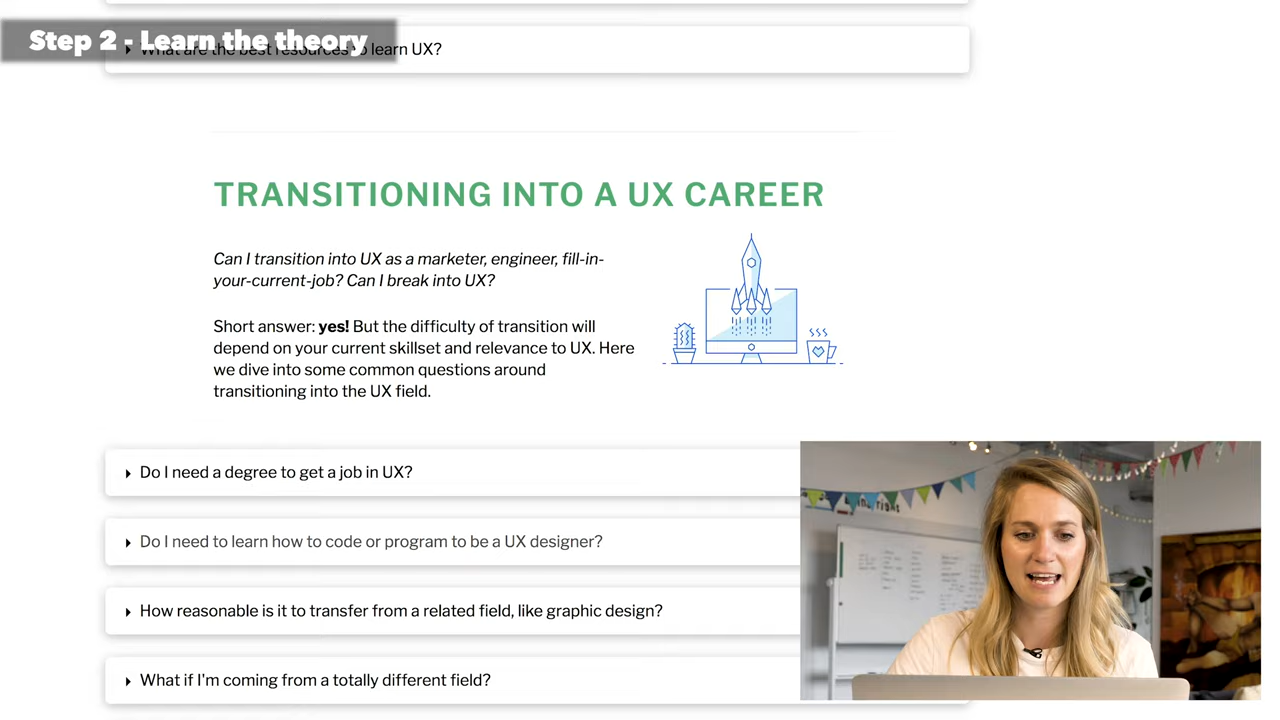 Step 2 - Learn the theory
What are the best resources to learn UX?
TRANSITIONING INTO A UX CAREER
Can I transition into UX as a marketer, engineer, fill-in-
your-current-job? Can I break into UX?
Short answer: yes! But the difficulty of transition will
depend on your current skillset and relevance to UX. Here
we dive into some common questions around
transitioning into the UX field.
Do I need a degree to get a job in UX?
Do I need to learn how to code or program to be a UX designer?
How reasonable is it to transfer from a related field, like graphic design?
What if I'm coming from a totally different field?